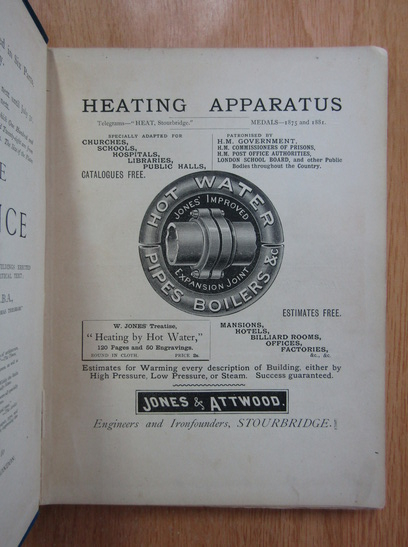 HEATING APPARATUS
Telegrams—"HEAT, Stourbridge."
MEDALS—1875 and 1881.
SPECIALLY ADAPTED FOR
CHURCHES,
SCHOOLS,
HOSPITALS,
LIBRARIES,
PUBLIC HALLS,
CATALOGUES FREE.
PATRONISED BY
H.M. GOVERNMENT,
H.M. COMMISSIONERS OF PRISONS,
H.M. POST OFFICE AUTHORITIES,
LONDON SCHOOL BOARD, and other Public
Bodies throughout the Country.
HOT WATER
JONES' IMPROVED
EXPANSION JOINT
PIPES BOILERS &c
ESTIMATES FREE.
W. JONES Treatise,
"Heating by Hot Water,"
120 Pages and 50 Engravings.
BOUND IN CLOTH. PRICE 2s.
MANSIONS,
HOTELS,
BILLIARD ROOMS,
OFFICES,
FACTORIES,
&c., &c.
Estimates for Warming every description of Building, either by
High Pressure, Low Pressure, or Steam. Success guaranteed.
JONES & ATTWOOD.
Engineers and Ironfounders, STOURBRIDGE.